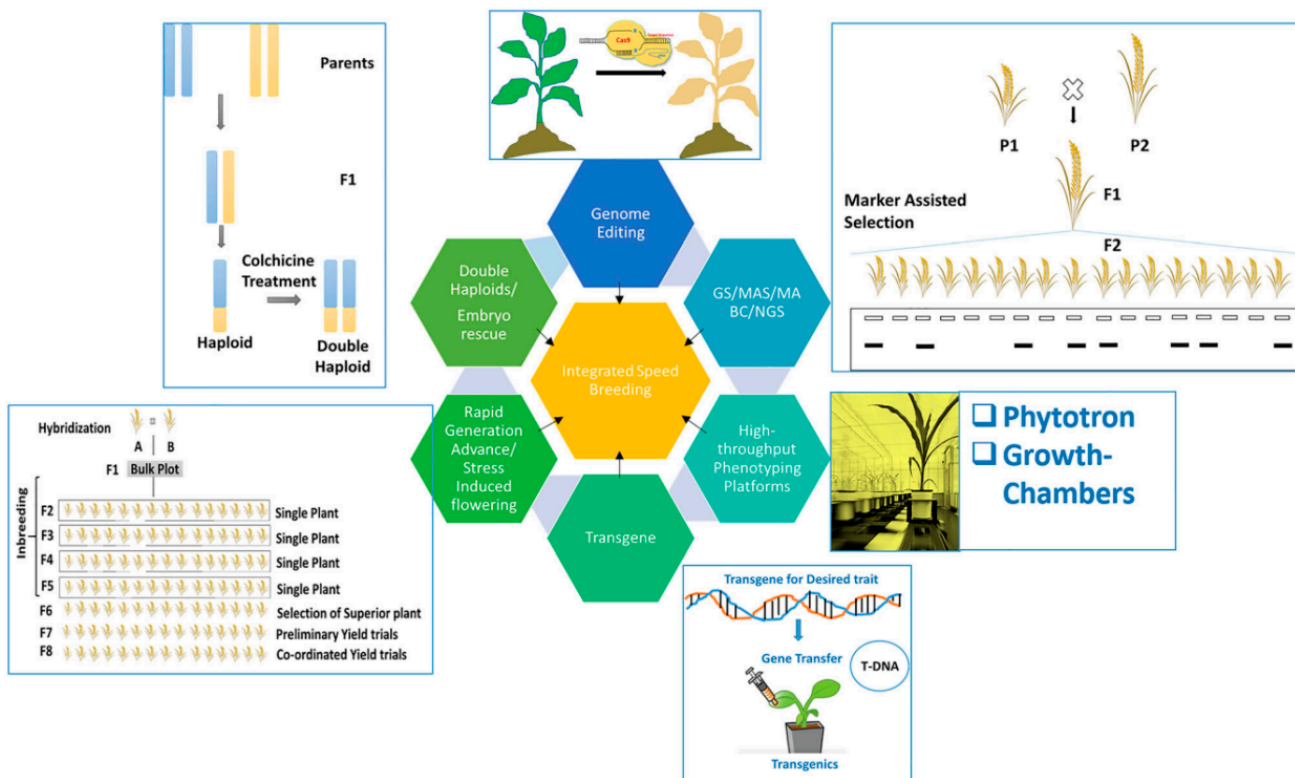 Parents
F1
Colchicine
Treatment
Haploid
Double
Haploid
Cas9
P1
P2
F1
Marker Assisted
Selection
F2
Genome
Editing
Double
Haploids/
Embryo
rescue
GS/MAS/MA
BC/NGS
Integrated Speed
Breeding
Rapid
Generation
Advance/
Stress
Induced
flowering
High-
throughput
Phenotyping
Platforms
Transgene
Hybridization
A
B
F1 Bulk Plot
Inbreeding
F2 Single Plant
F3 Single Plant
F4 Single Plant
F5 Single Plant
F6 Selection of Superior plant
F7 Preliminary Yield trials
F8 Co-ordinated Yield trials
Phytotron
Growth-
Chambers
Transgene for Desired trait
Gene Transfer
T-DNA
Transgenics